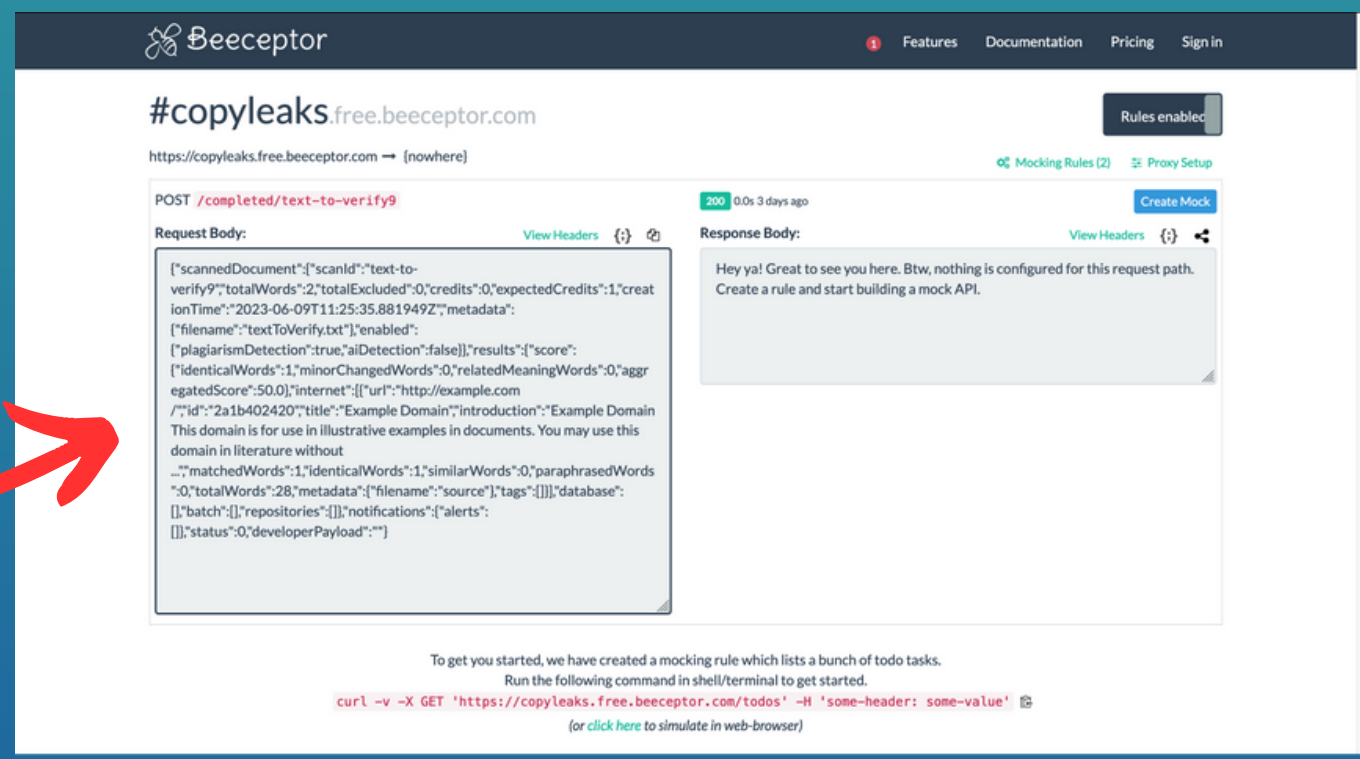 Beeceptor
1 Features Documentation Pricing Sign in
#copyleaks.free.beeceptor.com
Rules enabled
https://copyleaks.free.beeceptor.com → {nowhere}
Mocking Rules (2) Proxy Setup
POST /completed/text-to-verify9
200 0.0s 3 days ago
Create Mock
Request Body:
View Headers {;}
Response Body:
View Headers {;}
{"scannedDocument":{"scanId":"text-to-
verify9","totalWords":2,"totalExcluded":0,"credits":0,"expectedCredits":1,"creat
ionTime":"2023-06-09T11:25:35.881949Z","metadata":
{"filename":"textToVerify.txt"},"enabled":
{"plagiarismDetection":true,"aiDetection":false}},"results":{"score":
{"identicalWords":1,"minorChangedWords":0,"relatedMeaningWords":0,"aggr
egatedScore":50.0},"internet":[{"url":"http://example.com
/","id":"2a1b402420","title":"Example Domain","introduction":"Example Domain
This domain is for use in illustrative examples in documents. You may use this
domain in literature without
...","matchedWords":1,"identicalWords":1,"similarWords":0,"paraphrasedWords
":0,"totalWords":28,"metadata":{"filename":"source"},"tags":[]}],"database":
[],"batch":[],"repositories":[]},"notifications":{"alerts":
[]},"status":0,"developerPayload":""}
Hey ya! Great to see you here. Btw, nothing is configured for this request path.
Create a rule and start building a mock API.
To get you started, we have created a mocking rule which lists a bunch of todo tasks.
Run the following command in shell/terminal to get started.
curl -v -X GET 'https://copyleaks.free.beeceptor.com/todos' -H 'some-header: some-value'
(or click here to simulate in web-browser)